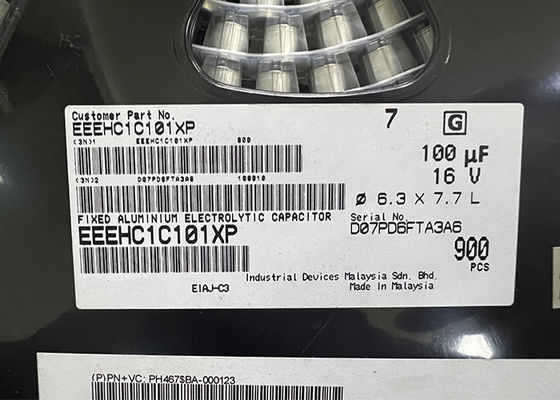 Customer Part No.
EEEHC1C101XP
7 G
(3N)1 EEEHC1C101XP 900
100 µF
16 V
(3N)2 D07PD6FTA3A6 100010
Ø 6.3 X 7.7 L
FIXED ALUMINIUM ELECTROLYTIC CAPACITOR
Serial No.
D07PD6FTA3A6
EEEHC1C101XP
900
PCS
Industrial Devices Malaysia Sdn. Bhd.
EIAJ-C3
Made In Malaysia
(P)PN+VC: PH467$BA-000123